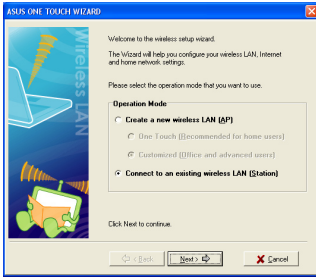 ASUS ONE TOUCH WIZARD
Wireless LAN
Welcome to the wireless setup wizard.
The Wizard will help you configure your wireless LAN, Internet
and home network settings.
Please select the operation mode that you want to use.
Operation Mode
Create a new wireless LAN (AP)
One Touch (Recommended for home users)
Customized (Office and advanced users)
Connect to an existing wireless LAN (Station)
Click Next to continue.
< Back
Next >
Cancel